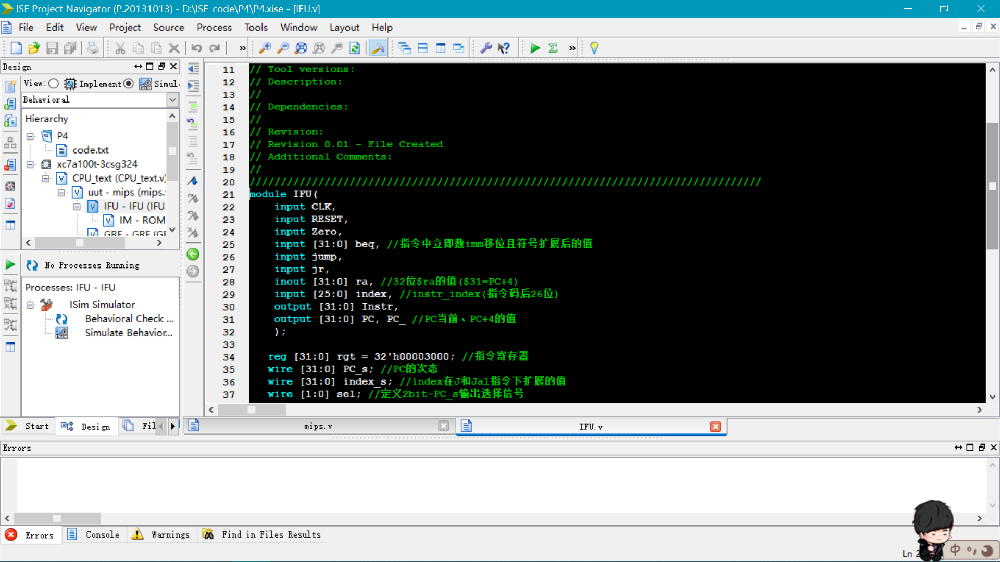 ISE Project Navigator (P.20131013) - D:\ISE_code\P4\P4.xise - [IFU.v]
File Edit View Project Source Process Tools Window Layout Help
Design
View: Implement Simul
Behavioral
Hierarchy
P4
code.txt
xc7a100t-3csg324
CPU_text (CPU_text.v)
uut - mips (mips.
IFU - IFU (IFU
IM - ROM
GRF - GRF (GI
No Processes Running
Processes: IFU - IFU
ISim Simulator
Behavioral Check ...
Simulate Behavior...
Start Design Fil
11 // Tool versions:
12 // Description:
13 //
14 // Dependencies:
15 //
16 // Revision:
17 // Revision 0.01 - File Created
18 // Additional Comments:
19 //
20 //////////////////////////////////////////////////////////////////////////////////
21 module IFU(
22 input CLK,
23 input RESET,
24 input Zero,
25 input [31:0] beq, //指令中立即数imm移位且符号扩展后的值
26 input jump,
27 input jr,
28 inout [31:0] ra, //32位$ra的值($31=PC+4)
29 input [25:0] index, //instr_index(指令码后26位)
30 output [31:0] Instr,
31 output [31:0] PC, PC_ //PC当前、PC+4的值
32 );
33
34 reg [31:0] rgt = 32'h00003000; //指令寄存器
35 wire [31:0] PC_s; //PC的次态
36 wire [31:0] index_s; //index在J和Jal指令下扩展的值
37 wire [1:0] sel; //定义2bit-PC_s输出选择信号
mips.v IFU.v
Errors
Errors Console Warnings Find in Files Results
Ln 2
中